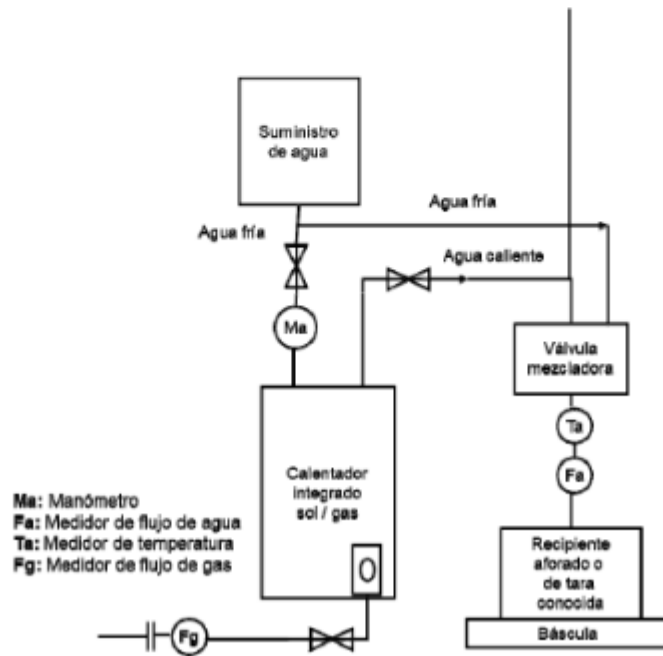 Suministro
de agua
Agua fría
Agua fría
Agua caliente
Ma
Válvula
mezcladora
Ta
Calentador
integrado
sol / gas
Fa
Ma: Manómetro
Fa: Medidor de flujo de agua
Ta: Medidor de temperatura
Fg: Medidor de flujo de gas
Recipiente
aforado o
de tara
conocida
Báscula
Fg